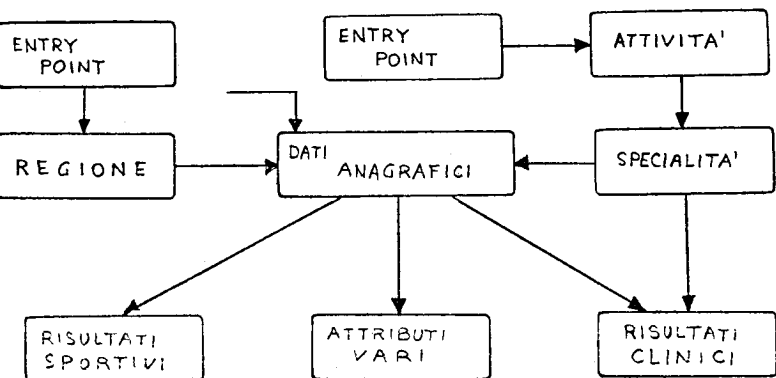 ENTRY
POINT
ENTRY
POINT
ATTIVITA'
REGIONE
DATI
ANAGRAFICI
SPECIALITA'
RISULTATI
SPORTIVI
ATTRIBUTI
VARI
RISULTATI
CLINICI